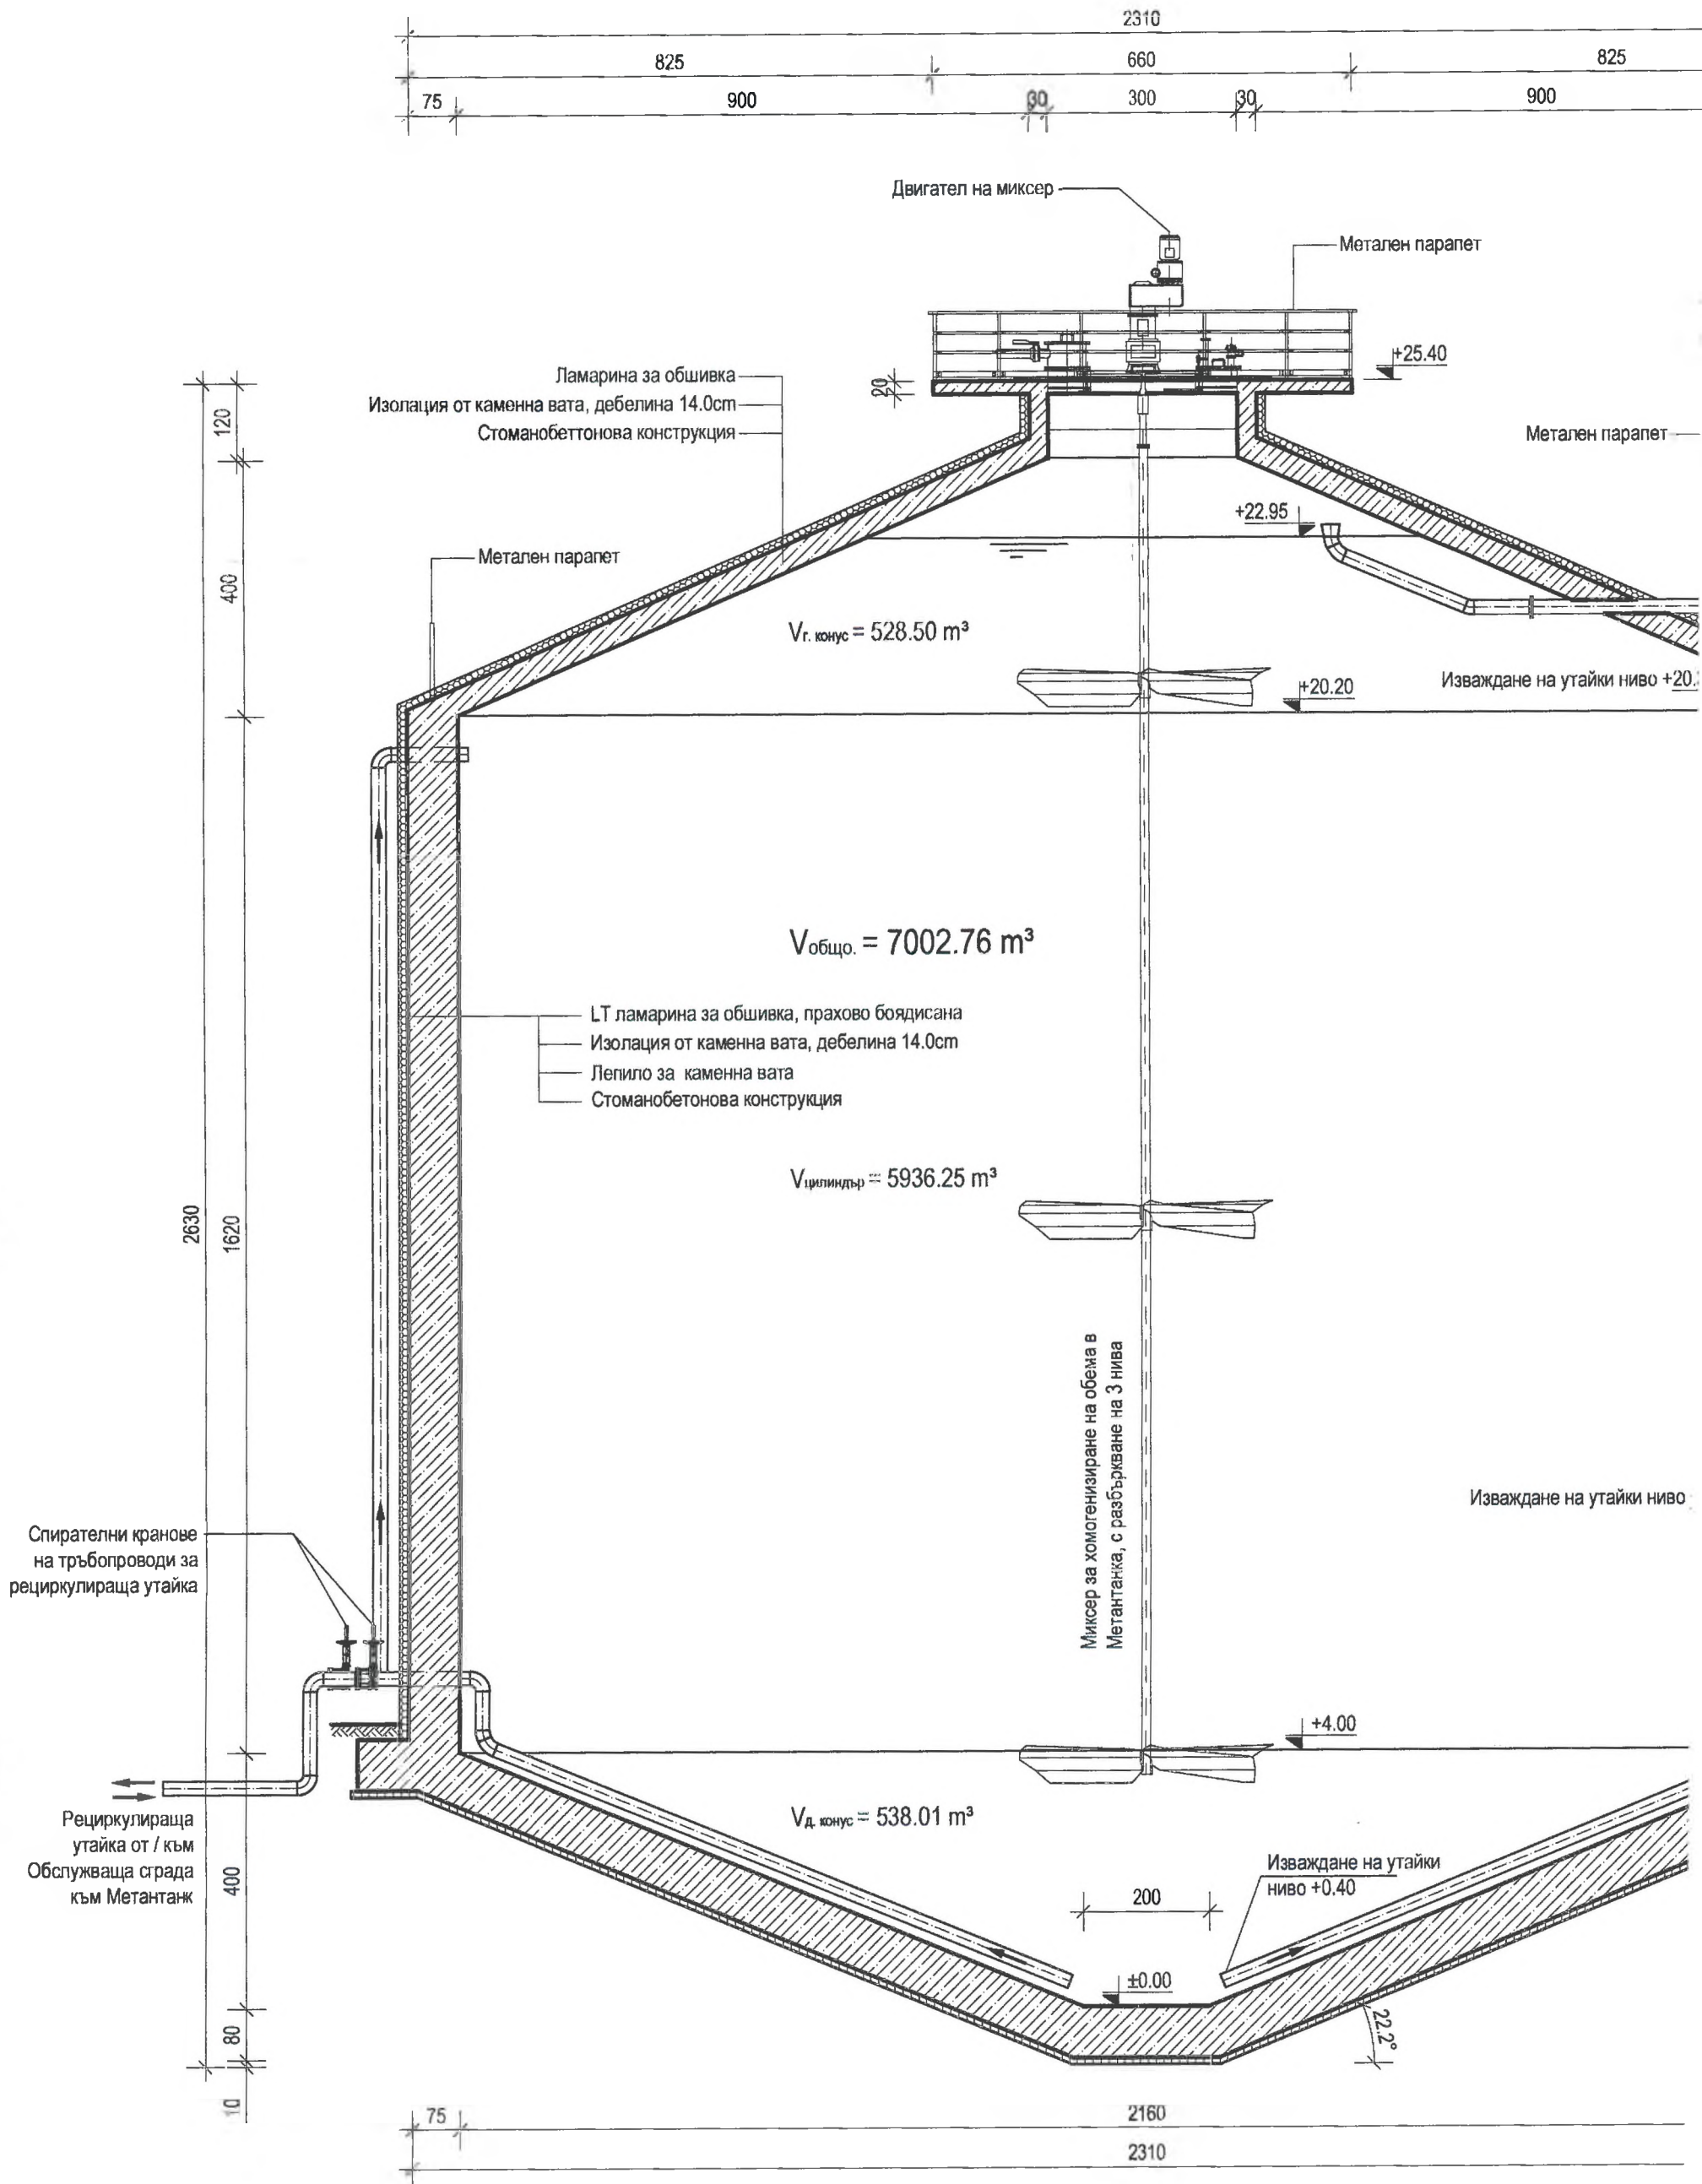 2310
825 660 825
75 900 30 300 30 900
Двигател на миксер
Метален парапет
+25.40
Ламарина за обшивка
Изолация от каменна вата, дебелина 14.0cm
Стоманобеттонова конструкция
20
120
Метален парапет
+22.95
Метален парапет
400
Vг. конус = 528.50 m³
+20.20
Изваждане на утайки ниво +20.
Vобщо. = 7002.76 m³
LT ламарина за обшивка, прахово боядисана
Изолация от каменна вата, дебелина 14.0cm
Лепило за каменна вата
Стоманобетонова конструкция
Vцилиндър = 5936.25 m³
2630
1620
Миксер за хомогенизиране на обема в
Метантанка, с разбъркване на 3 нива
Изваждане на утайки ниво
Спирателни кранове
на тръбопроводи за
рециркулираща утайка
+4.00
Vд. конус = 538.01 m³
Рециркулираща
утайка от / към
Обслужваща сграда
към Метантанк
400
Изваждане на утайки
ниво +0.40
200
±0.00
80
22.2°
10
75 2160
2310